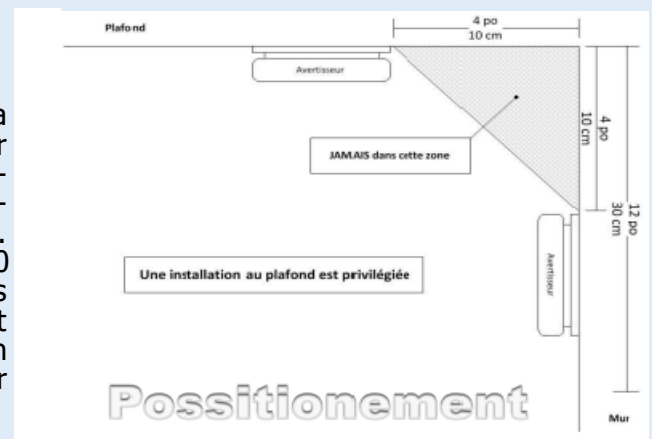 Plafond
4 po
10 cm
Avertisseur
4 po
10 cm
JAMAIS dans cette zone
12 po
30 cm
Avertisseur
Une installation au plafond est privilégiée
Possitionement
Mur